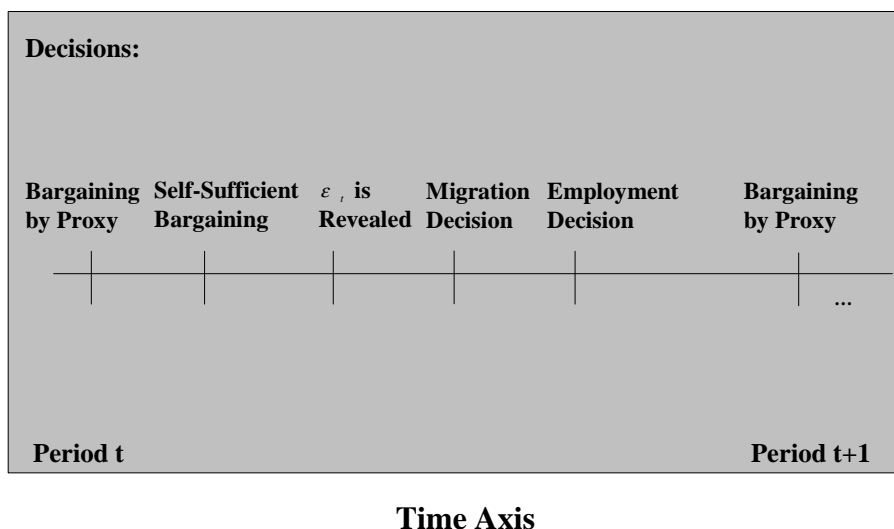 Decisions:
Bargaining Self-Sufficient ε t is Migration Employment Bargaining
by Proxy Bargaining Revealed Decision Decision by Proxy
...
Period t Period t+1
Time Axis